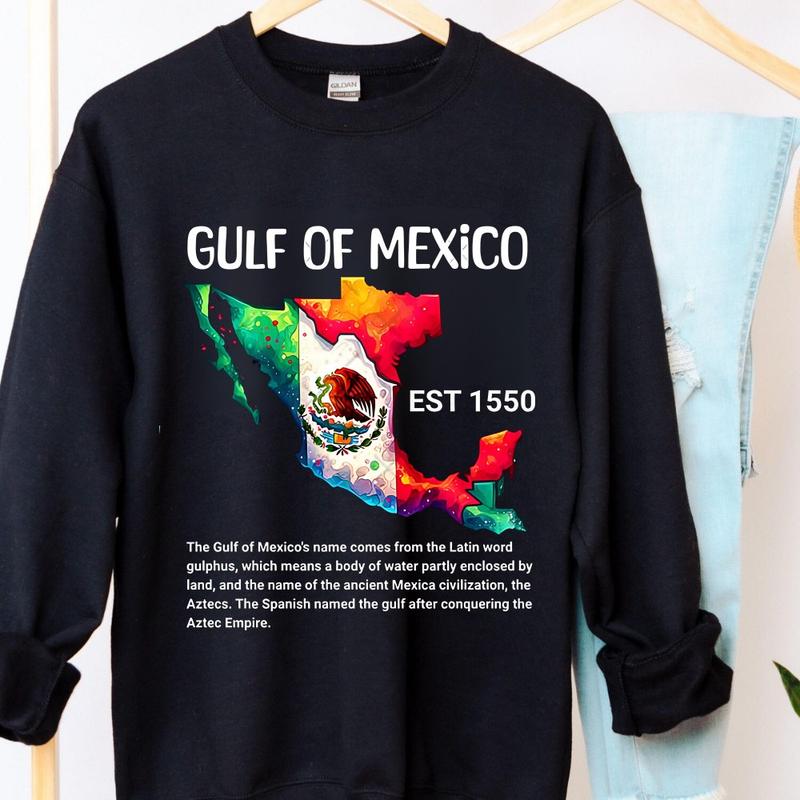 GILDAN
GULF OF MEXiCO
EST 1550
The Gulf of Mexico's name comes from the Latin word
gulphus, which means a body of water partly enclosed by
land, and the name of the ancient Mexica civilization, the
Aztecs. The Spanish named the gulf after conquering the
Aztec Empire.